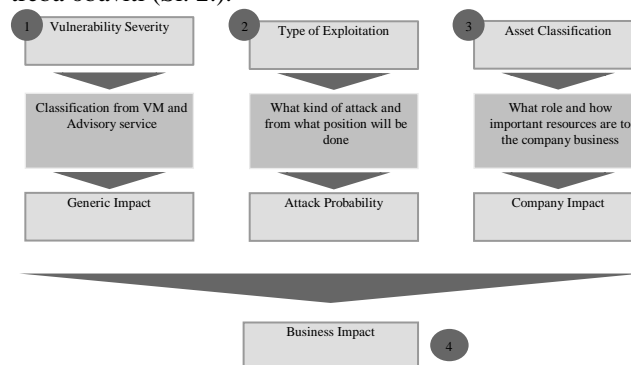 1 Vulnerability Severity
2 Type of Exploitation
3 Asset Classification
Classification from VM and
Advisory service
What kind of attack and
from what position will be
done
What role and how
important resources are to
the company business
Generic Impact
Attack Probability
Company Impact
Business Impact
4